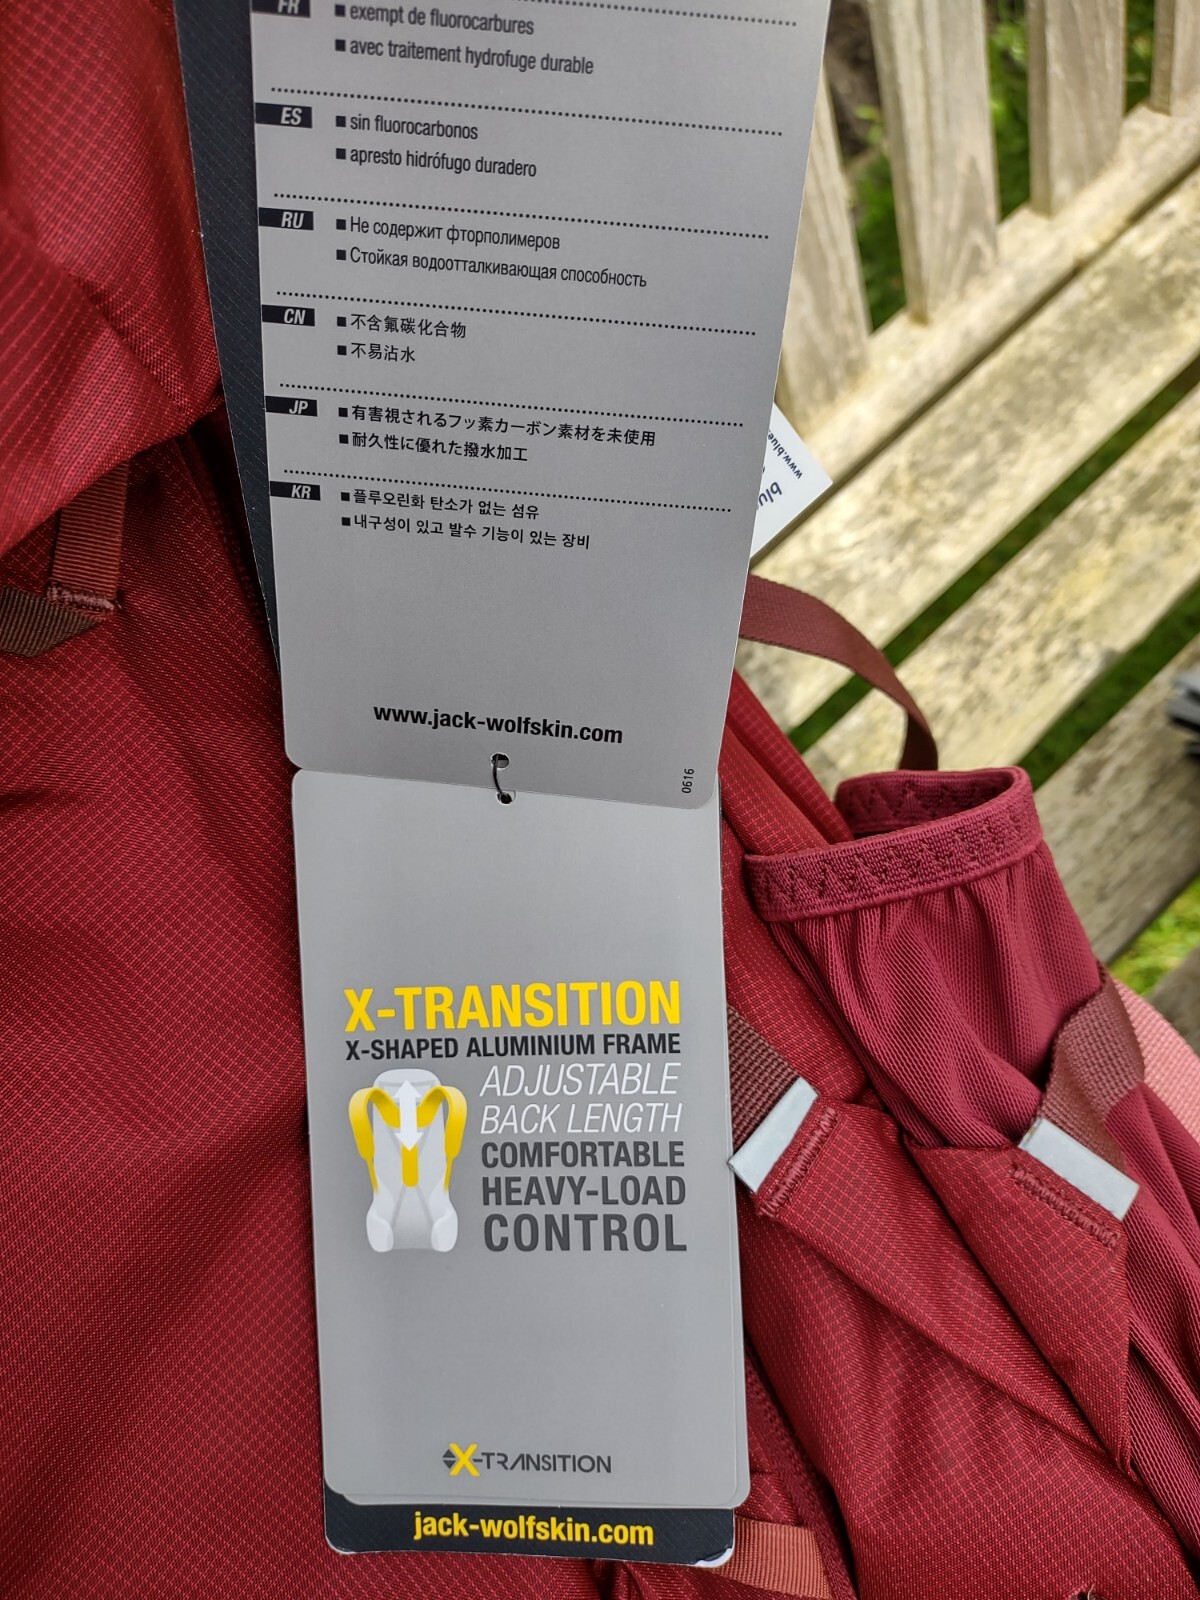 FR
■ exempt de fluorocarbures
■ avec traitement hydrofuge durable
ES
■ sin fluorocarbonos
■ apresto hidrófugo duradero
RU
■ Не содержит фторполимеров
■ Стойкая водоотталкивающая способность
CN
■ 不含氟碳化合物
■ 不易沾水
JP
■ 有害視されるフッ素カーボン素材を未使用
■ 耐久性に優れた撥水加工
KR
■ 플루오린화 탄소가 없는 섬유
■ 내구성이 있고 발수 기능이 있는 장비
www.jack-wolfskin.com
0616
www.blue
blu
X-TRANSITION
X-SHAPED ALUMINIUM FRAME
ADJUSTABLE
BACK LENGTH
COMFORTABLE
HEAVY-LOAD
CONTROL
X-TRANSITION
jack-wolfskin.com